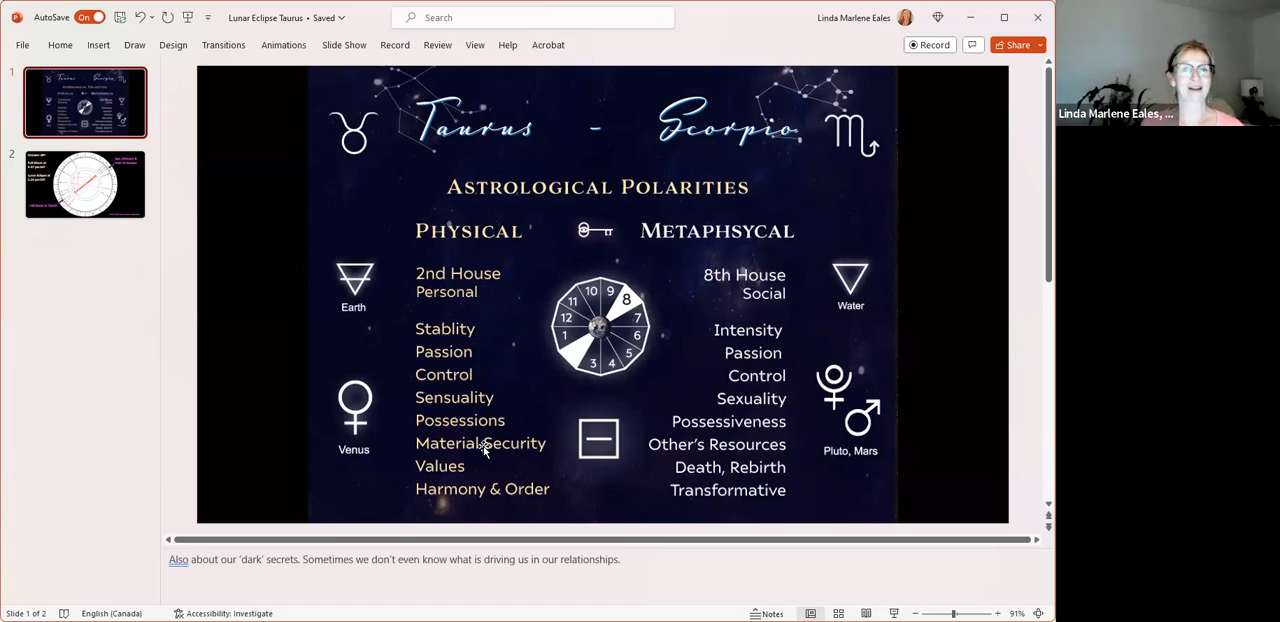 AutoSave On Lunar Eclipse Taurus • Saved Search Linda Marlene Eales
File Home Insert Draw Design Transitions Animations Slide Show Record Review View Help Acrobat Record Share
Linda Marlene Eales, ...
1
2
Taurus - Scorpio
Astrological Polarities
Physical Metaphsycal
2nd House
Personal
8th House
Social
Earth
Water
Stablity
Passion
Control
Sensuality
Possessions
Material Security
Values
Harmony & Order
10 9 8 7 6 5 4 3 1 12 11
Intensity
Passion
Control
Sexuality
Possessiveness
Other's Resources
Death, Rebirth
Transformative
Venus
Pluto, Mars
Also about our 'dark' secrets. Sometimes we don't even know what is driving us in our relationships.
Slide 1 of 2 English (Canada) Accessibility: Investigate Notes 91%